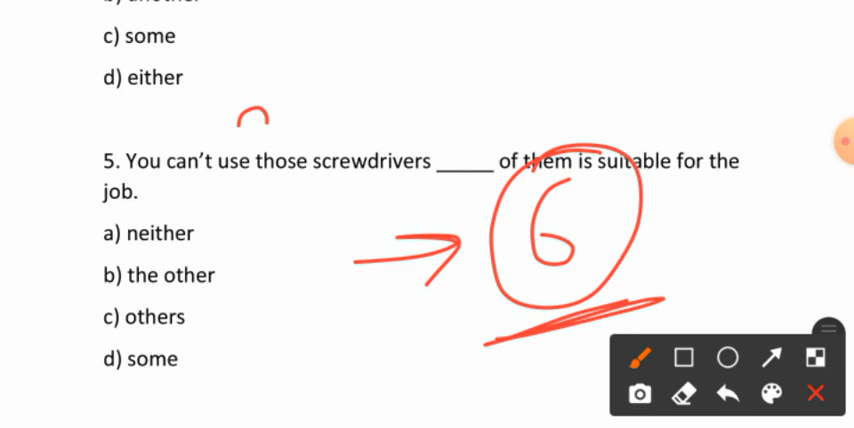 c) some
d) either
5. You can't use those screwdrivers _____ of them is suitable for the
job.
a) neither
b) the other
c) others
d) some
6